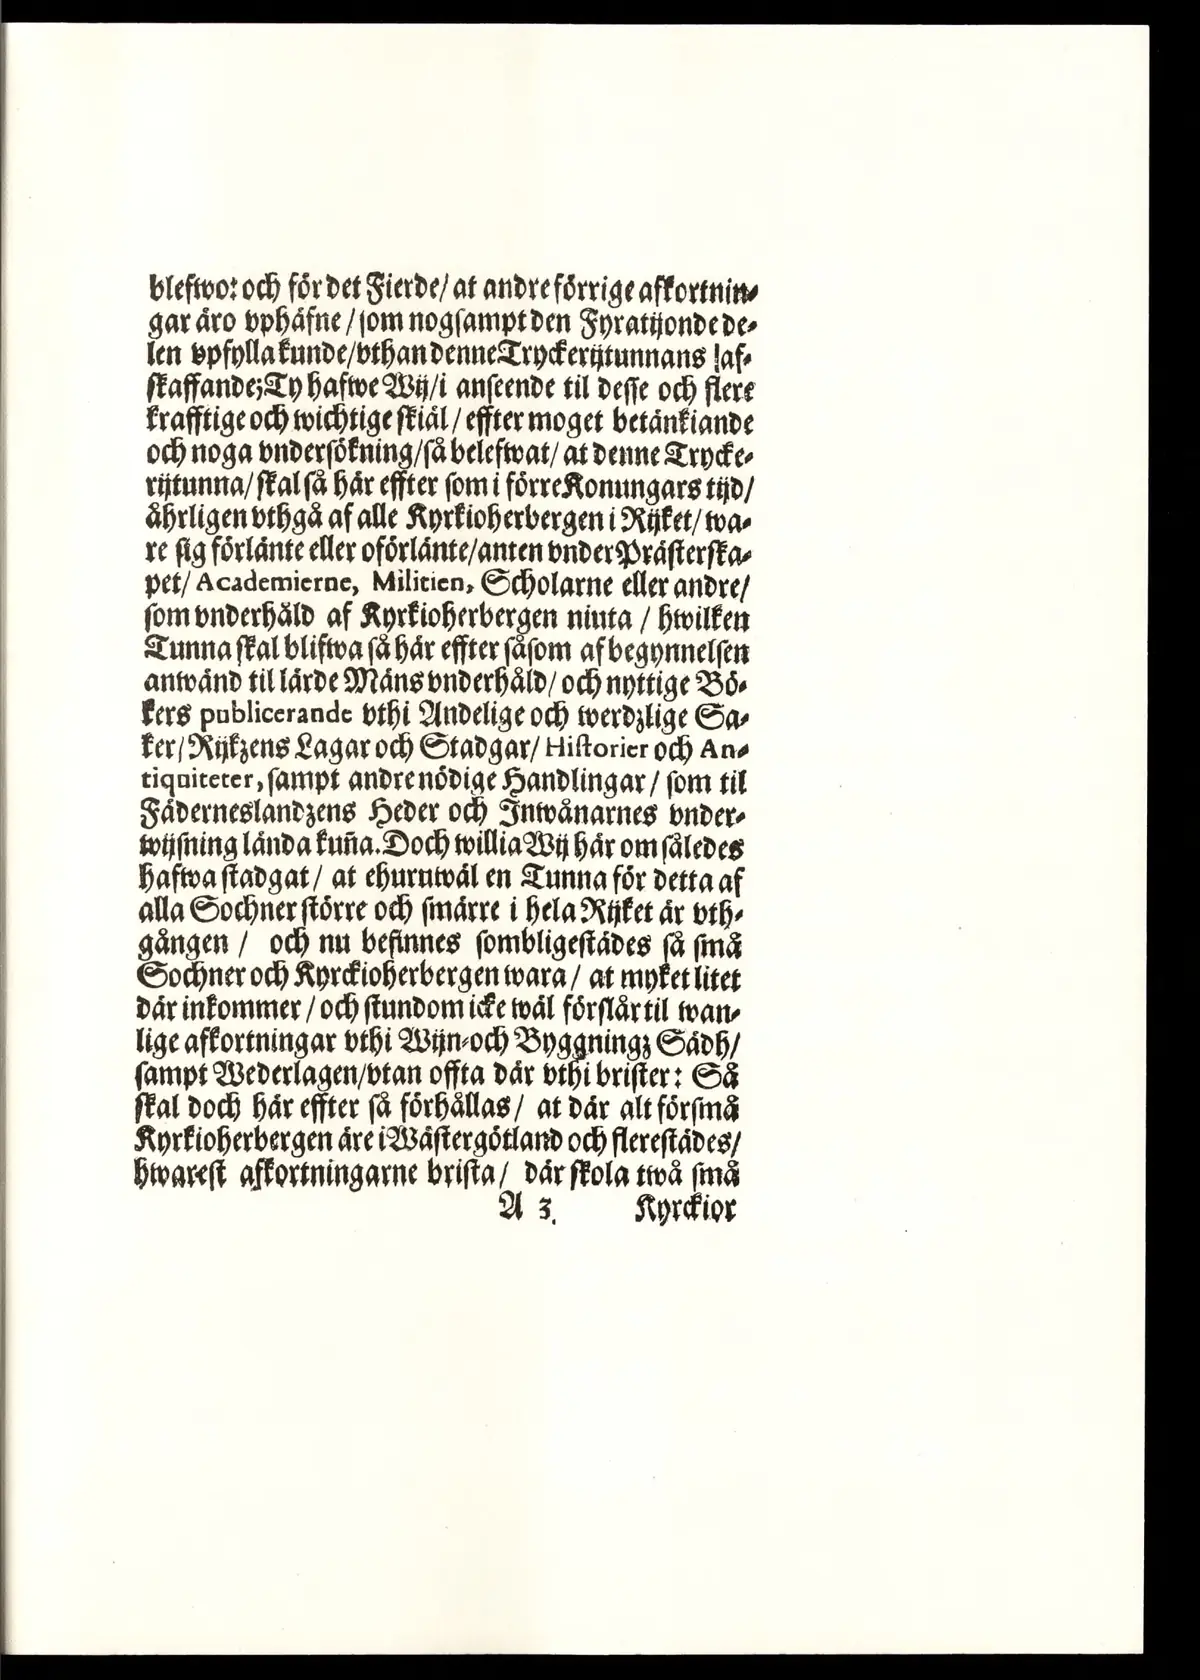 blefwo: och för det Fierde/ at andre förrige afkortnin-
gar äro vphäfne / som nogsampt den Fyratijonde de-
len vpfylla kunde/ vthan denne Tryckerijtunnans af-
skaffande; Ty hafwe Wij/ i anseende til desse och flere
krafftige och wichtige skiäl / effter moget betänkiande
och noga vndersökning/ så belefwat/ at denne Trycke-
rijtunna/ skal så här effter som i förre Konungars tijd/
åhrligen vthgå af alle Kyrkioherbergen i Rijket/ wa-
re sig förlänte eller oförlänte/ anten vnder Prästerska-
pet/ Academierne, Militien, Scholarne eller andre/
som vnderhåld af Kyrkioherbergen niuta / hwilken
Tunna skal blifwa så här effter såsom af begynnelsen
anwänd til lärde Mäns vnderhåld/ och nyttige Bö-
kers publicerande vthi Andelige och werdzlige Sa-
ker/ Rijkzens Lagar och Stadgar/ Historier och An-
tiquiteter, sampt andre nödige Handlingar / som til
Fäderneslandzens Heder och Inwånarnes vnder-
wijsning lända kuña. Doch willia Wij här om således
hafwa stadgat / at ehuruwäl en Tunna för detta af
alla Sochner större och smärre i hela Rijket är vth-
gången / och nu befinnes sombligestädes så små
Sochner och Kyrckioherbergen wara / at myket litet
där inkommer / och stundom icke wäl förslår til wan-
lige afkortningar vthi Wijn- och Byggningz Sädh/
sampt Wederlagen/ vtan offta där vthi brister: Så
skal doch här effter så förhållas / at där alt för små
Kyrkioherbergen äre i Wästergötland och flerestädes/
hwarest afkortningarne brista / där skola twå små
A 3. Kyrckior